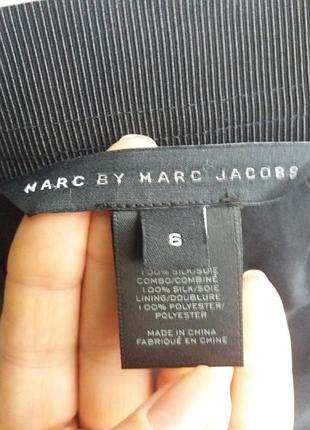 MARC BY MARC JACOBS
6
100% SILK/SOIE
COMBO/COMBINÉ
100% SILK/SOIE
LINING/DOUBLURE
100% POLYESTER/
POLYESTER
MADE IN CHINA
FABRIQUÉ EN CHINE